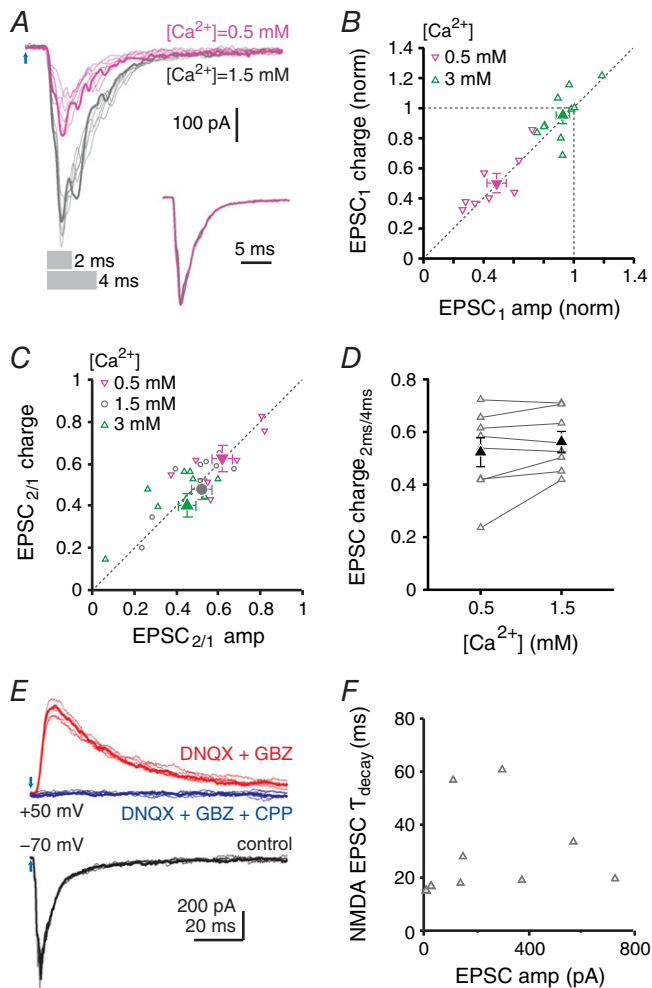 A
[Ca2+]=0.5 mM
[Ca2+]=1.5 mM
100 pA
2 ms
4 ms
5 ms
B
[Ca2+]
0.5 mM
3 mM
EPSC1 charge (norm)
1.4
1.2
1
0.8
0.6
0.4
0.2
0
0
0.4
1
1.4
EPSC1 amp (norm)
C
[Ca2+]
0.5 mM
1.5 mM
3 mM
EPSC2/1 charge
1
0.8
0.6
0.4
0.2
0
0
0.2
0.4
0.6
0.8
1
EPSC2/1 amp
D
EPSC charge2ms/4ms
0.8
0.6
0.4
0.2
0
0.5
1.5
[Ca2+] (mM)
E
DNQX + GBZ
+50 mV
DNQX + GBZ + CPP
−70 mV
control
200 pA
20 ms
F
NMDA EPSC Tdecay (ms)
80
60
40
20
0
0
400
800
EPSC amp (pA)